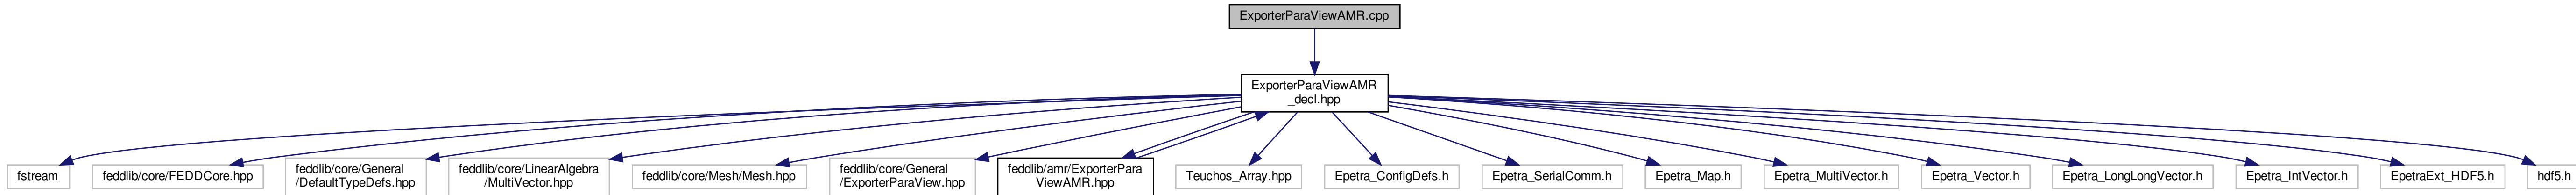 ExporterParaViewAMR.cpp
ExporterParaViewAMR
_decl.hpp
fstream
feddlib/core/FEDDCore.hpp
feddlib/core/General
/DefaultTypeDefs.hpp
feddlib/core/LinearAlgebra
/MultiVector.hpp
feddlib/core/Mesh/Mesh.hpp
feddlib/core/General
/ExporterParaView.hpp
feddlib/amr/ExporterPara
ViewAMR.hpp
Teuchos_Array.hpp
Epetra_ConfigDefs.h
Epetra_SerialComm.h
Epetra_Map.h
Epetra_MultiVector.h
Epetra_Vector.h
Epetra_LongLongVector.h
Epetra_IntVector.h
EpetraExt_HDF5.h
hdf5.h